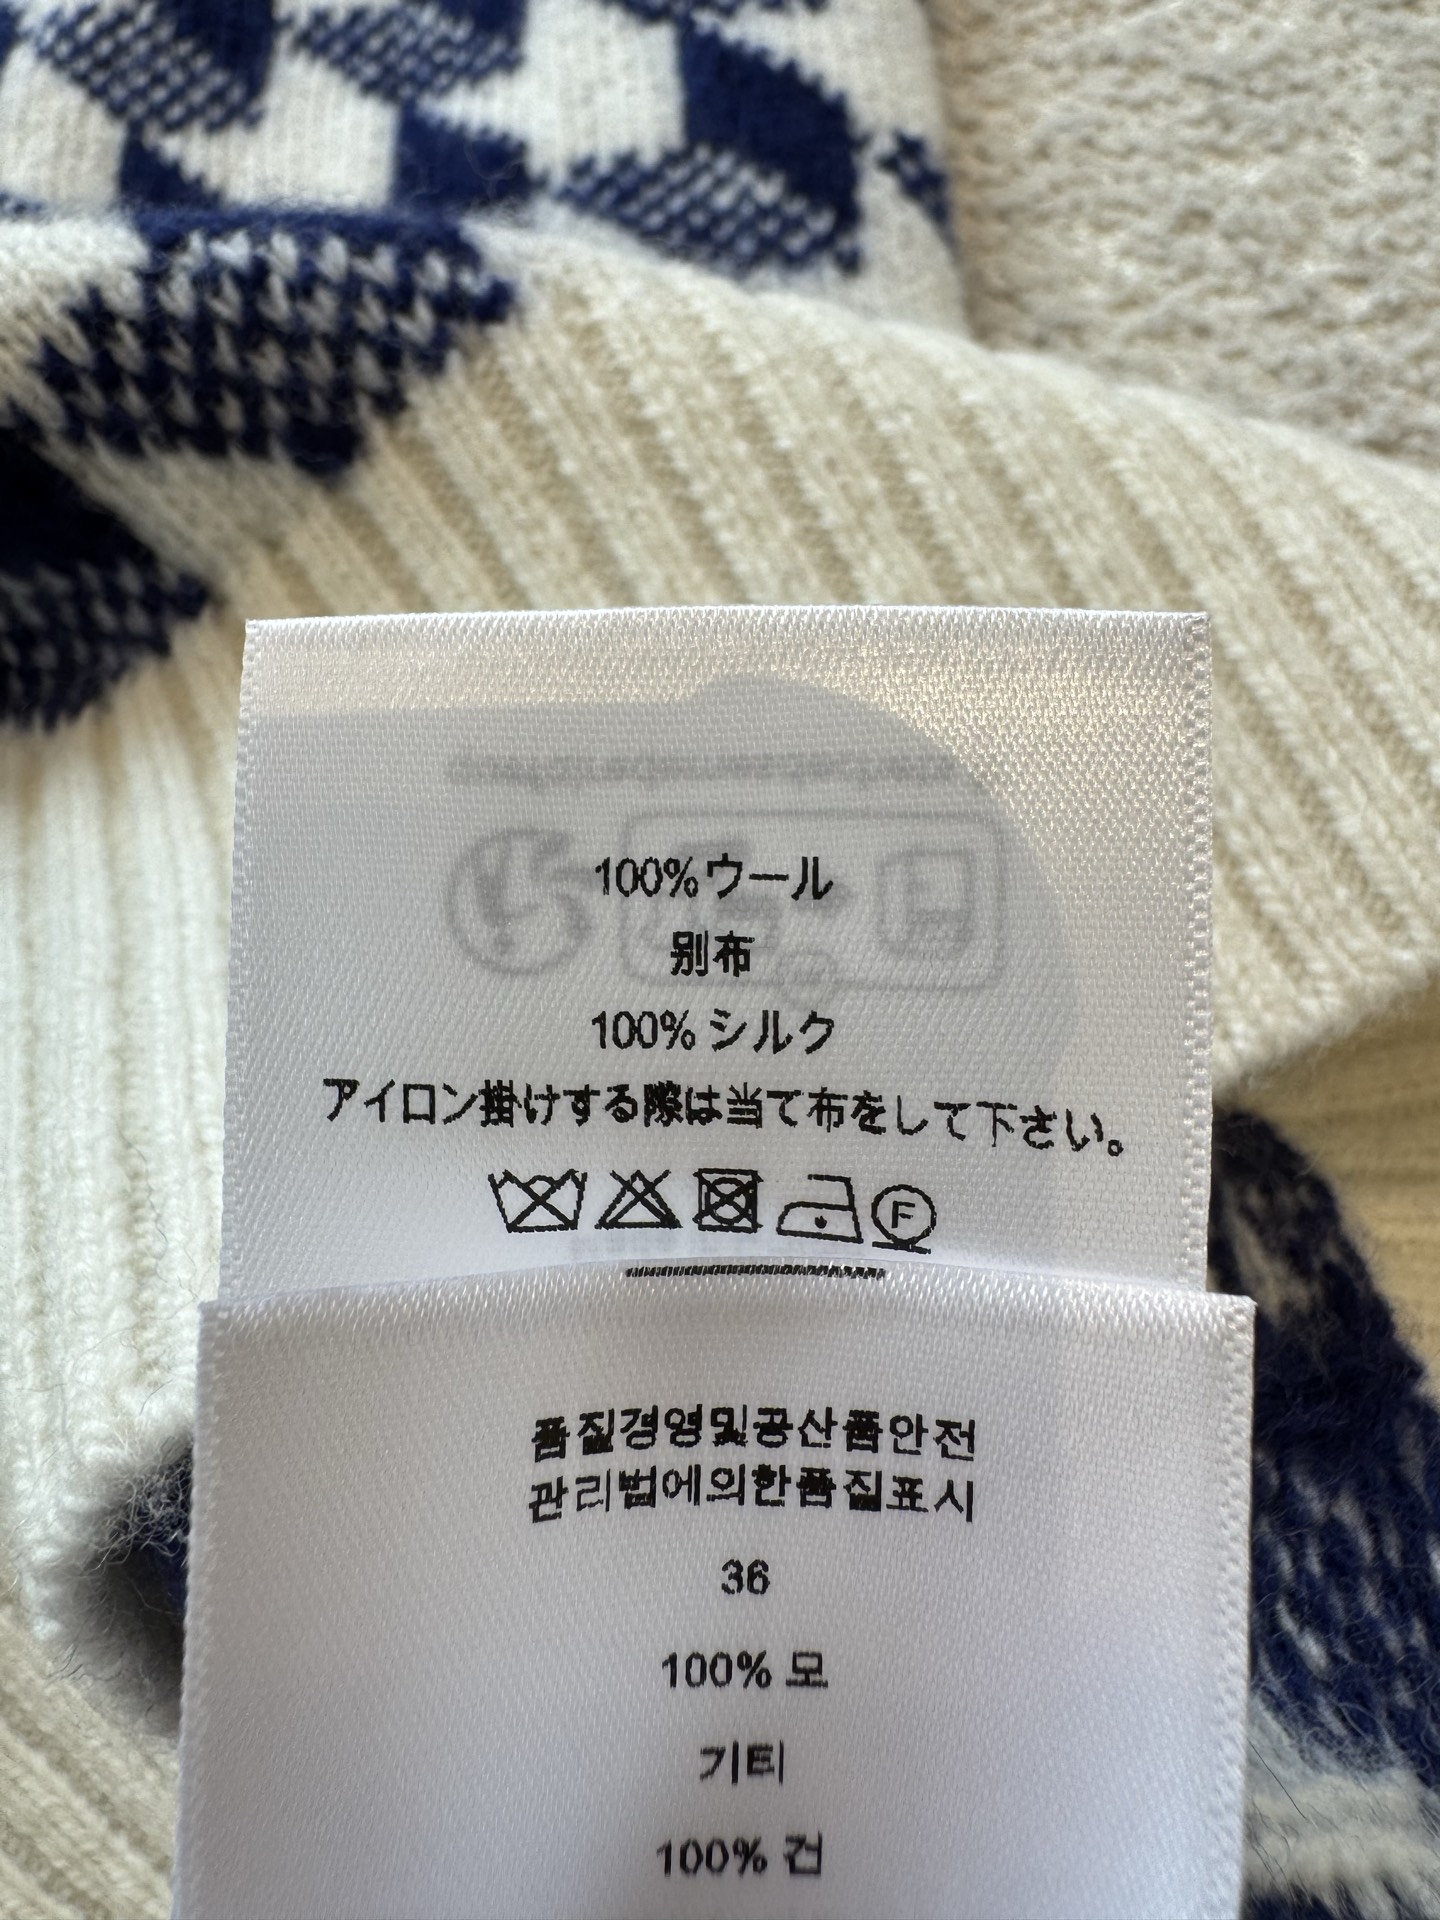 100%ウール
別布
100% シルク
アイロン掛けする際は当て布をして下さい。
F
품질경영및공산품안전
관리법에의한품질표시
36
100% 모
기티
100% 견